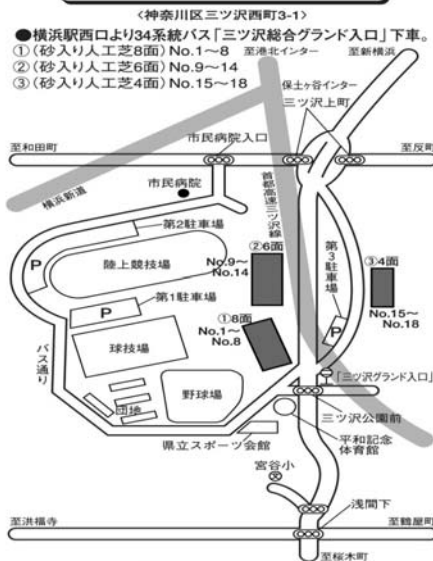 <神奈川区三ツ沢西町3-1>
●横浜駅西口より34系統バス「三ツ沢総合グランド入口」下車。
①(砂入り人工芝8面)No.1〜8
②(砂入り人工芝6面)No.9〜14
③(砂入り人工芝4面)No.15〜18
至港北インター
至新横浜
保土ヶ谷インター
三ツ沢上町
至和田町
市民病院入口
至反町
市民病院
横浜新道
首都高速三ツ沢線
第2駐車場
P
陸上競技場
②6面
No.9〜
No.14
第3駐車場
③4面
No.15〜
No.18
第1駐車場
P
①8面
No.1〜
No.8
P
球技場
バス通り
「三ツ沢グランド入口」
団地
野球場
三ツ沢公園前
県立スポーツ会館
平和記念
体育館
宮谷小
浅間下
至洪福寺
至鶴屋町
至桜木町